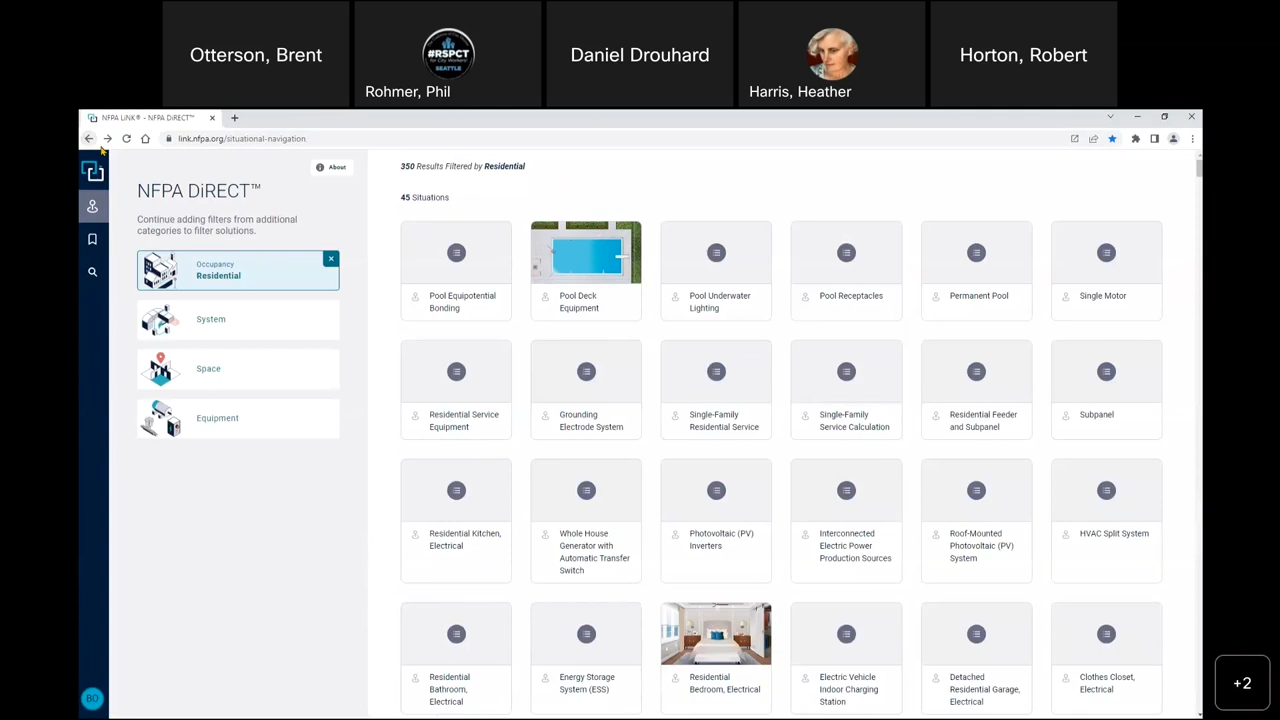 Otterson, Brent
#RSPCT
for City Workers!
SEATTLE
Rohmer, Phil
Daniel Drouhard
Harris, Heather
Horton, Robert
NFPA LiNK® - NFPA DiRECT™
link.nfpa.org/situational-navigation
About
NFPA DiRECT™
Continue adding filters from additional
categories to filter solutions.
Occupancy
Residential
System
Space
Equipment
350 Results Filtered by Residential
45 Situations
Pool Equipotential
Bonding
Pool Deck
Equipment
Pool Underwater
Lighting
Pool Receptacles
Permanent Pool
Single Motor
Residential Service
Equipment
Grounding
Electrode System
Single-Family
Residential Service
Single-Family
Service Calculation
Residential Feeder
and Subpanel
Subpanel
Residential Kitchen,
Electrical
Whole House
Generator with
Automatic Transfer
Switch
Photovoltaic (PV)
Inverters
Interconnected
Electric Power
Production Sources
Roof-Mounted
Photovoltaic (PV)
System
HVAC Split System
Residential
Bathroom,
Electrical
Energy Storage
System (ESS)
Residential
Bedroom, Electrical
Electric Vehicle
Indoor Charging
Station
Detached
Residential Garage,
Electrical
Clothes Closet,
Electrical
BO
+2